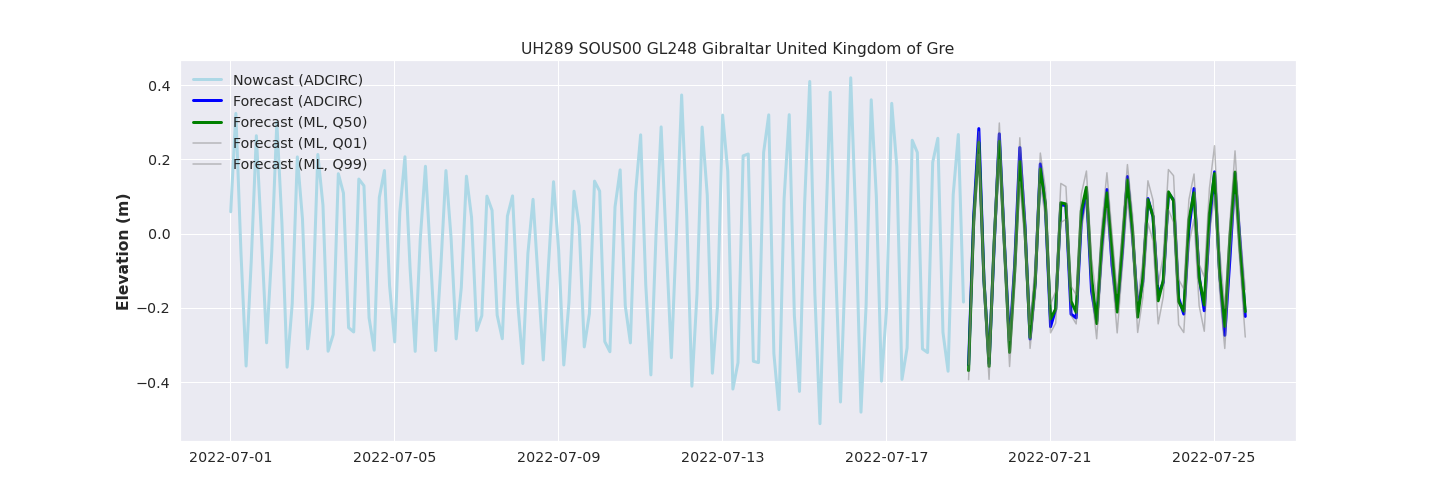 UH289 SOUS00 GL248 Gibraltar United Kingdom of Gre
Elevation (m)
0.4
0.2
0.0
−0.2
−0.4
Nowcast (ADCIRC)
Forecast (ADCIRC)
Forecast (ML, Q50)
Forecast (ML, Q01)
Forecast (ML, Q99)
2022-07-01 2022-07-05 2022-07-09 2022-07-13 2022-07-17 2022-07-21 2022-07-25